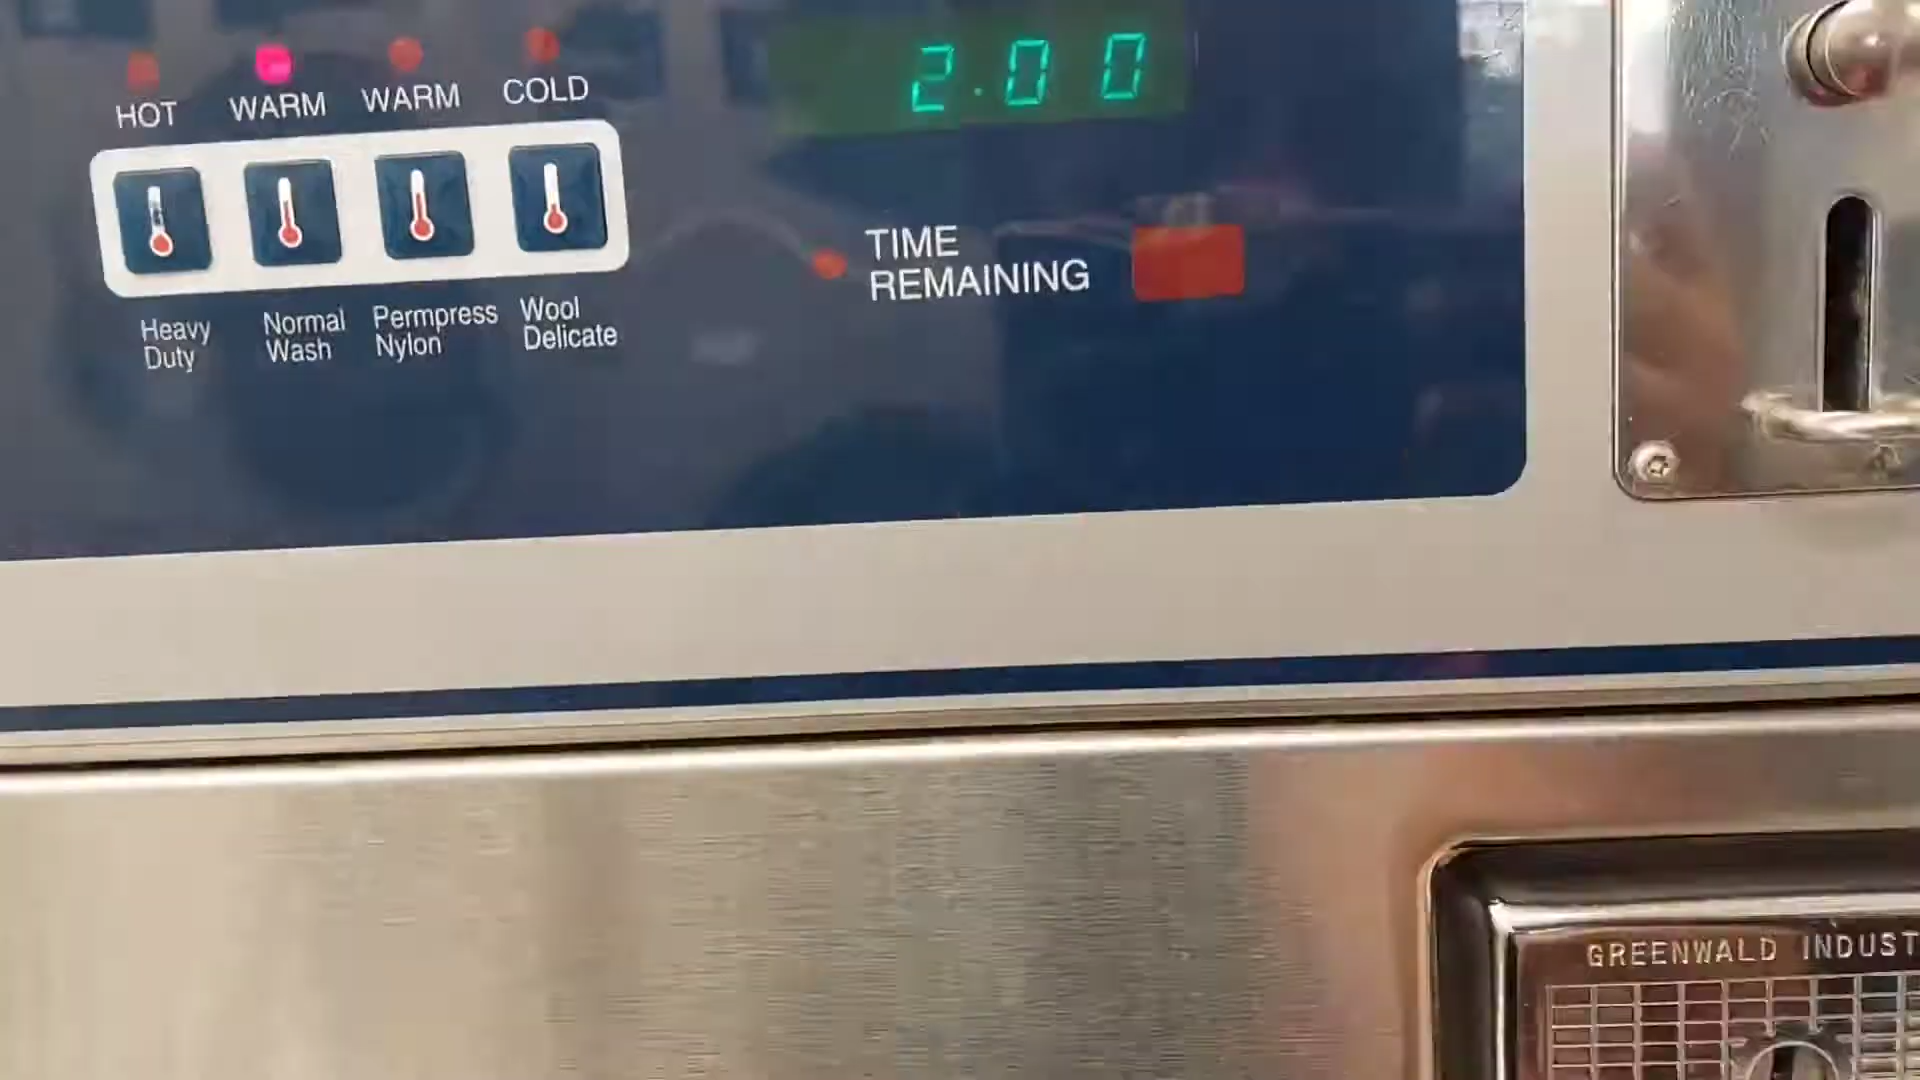 2.00
HOT WARM WARM COLD
TIME
REMAINING
Heavy
Duty
Normal
Wash
Permpress
Nylon
Wool
Delicate
GREENWALD INDUST